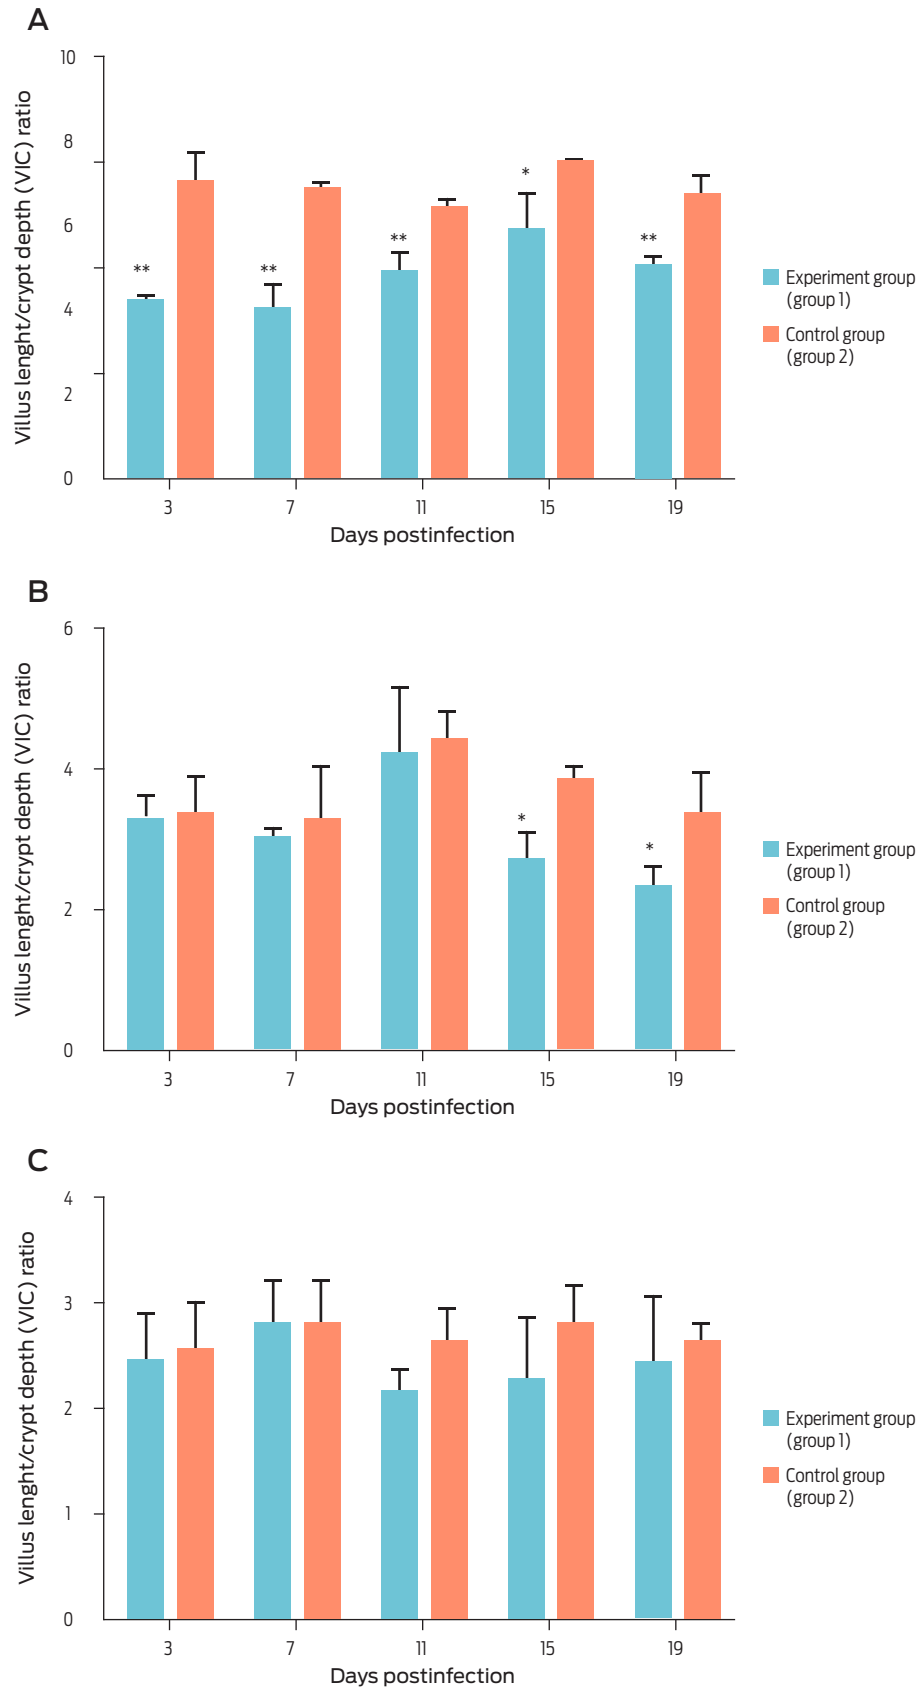 A
Villus lenght/crypt depth (VIC) ratio
10
8
6
4
2
0
**
**
**
*
**
3
7
11
15
19
Days postinfection
Experiment group
(group 1)
Control group
(group 2)
B
Villus lenght/crypt depth (VIC) ratio
6
4
2
0
*
*
3
7
11
15
19
Days postinfection
Experiment group
(group 1)
Control group
(group 2)
C
Villus lenght/crypt depth (VIC) ratio
4
3
2
1
0
3
7
11
15
19
Days postinfection
Experiment group
(group 1)
Control group
(group 2)